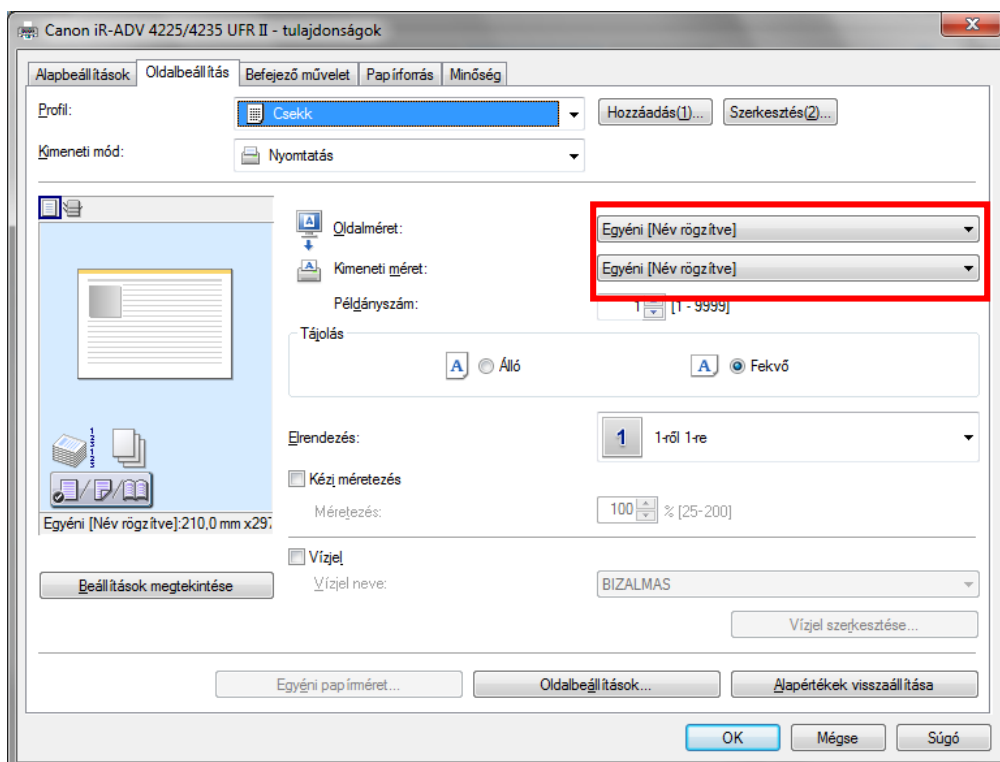 Canon iR-ADV 4225/4235 UFR II - tulajdonságok
Alapbeállítások Oldalbeállítás Befejező művelet Papírforrás Minőség
Profil: Csekk Hozzáadás(1)... Szerkesztés(2)...
Kimeneti mód: Nyomtatás
Oldalméret: Egyéni [Név rögzítve]
Kimeneti méret: Egyéni [Név rögzítve]
Példányszám: 1 [1 - 9999]
Tájolás
A Álló A Fekvő
Elrendezés: 1 1-ről 1-re
Kézi méretezés
Méretezés: 100 % [25-200]
Egyéni [Név rögzítve]:210,0 mm x297
Vízjel
Beállítások megtekintése
Vízjel neve: BIZALMAS
Vízjel szerkesztése...
Egyéni papírméret... Oldalbeállítások... Alapértékek visszaállítása
OK Mégse Súgó